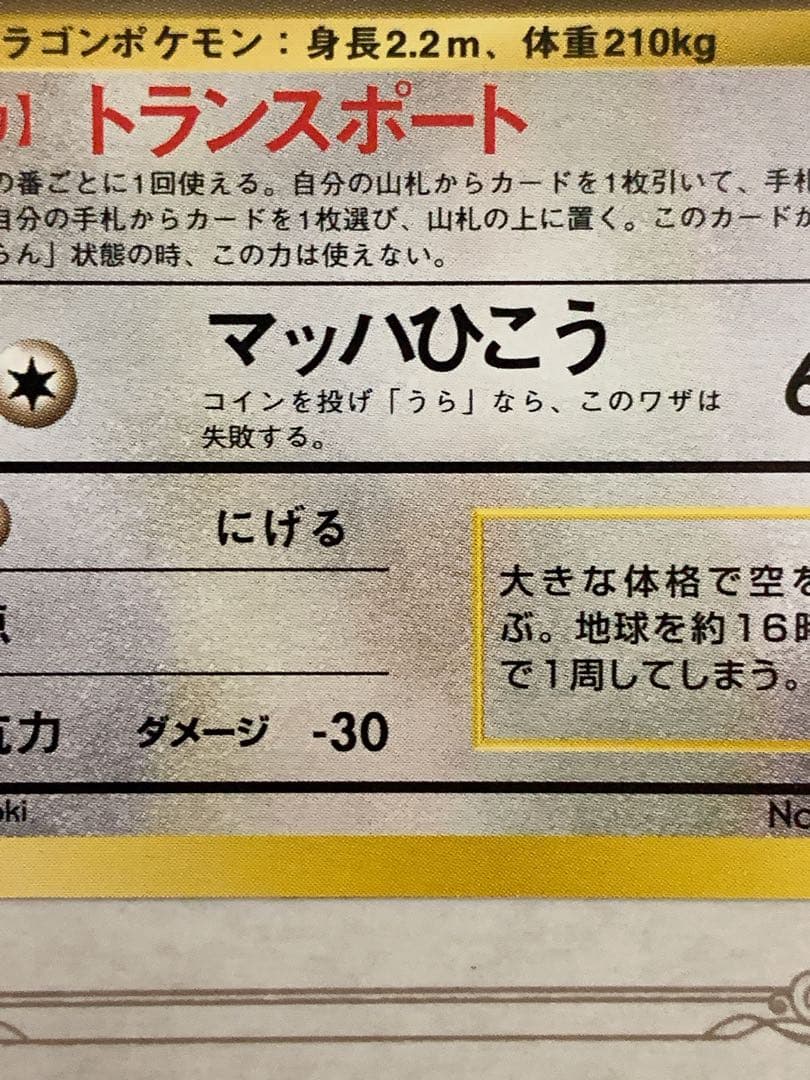 ラゴンポケモン：身長2.2m、体重210kg
】 トランスポート
の番ごとに1回使える。自分の山札からカードを1枚引いて、手札
自分の手札からカードを1枚選び、山札の上に置く。このカードが
らん」状態の時、この力は使えない。
マッハひこう
コインを投げ「うら」なら、このワザは
失敗する。
にげる
大きな体格で空を
ぶ。地球を約16時
で1周してしまう。
抗力 ダメージ -30
oki
No